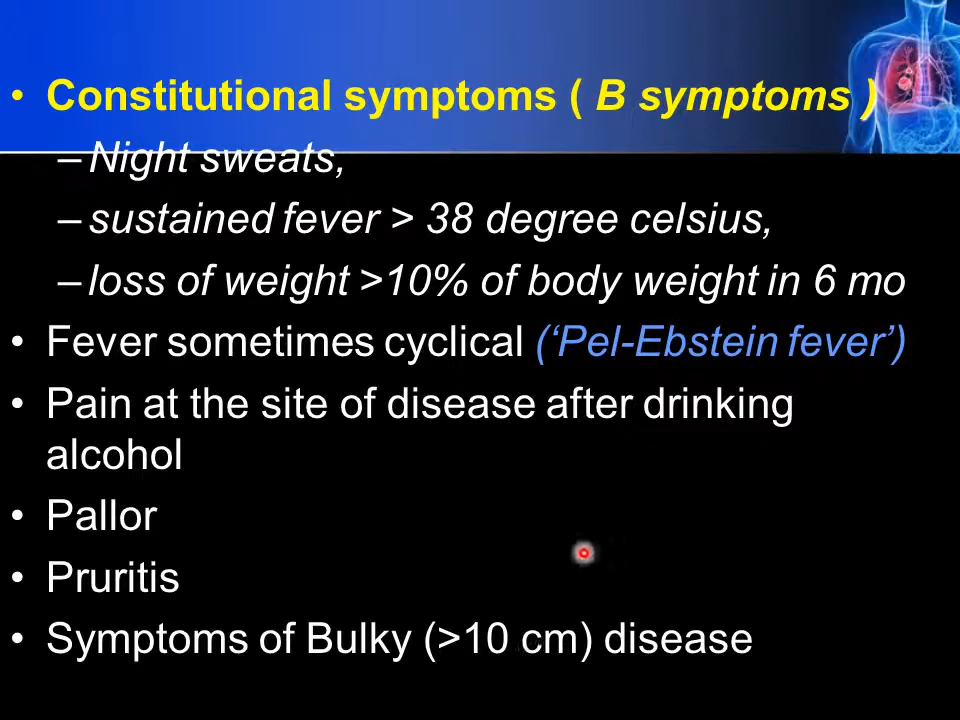 • Constitutional symptoms ( B symptoms )
– Night sweats,
– sustained fever > 38 degree celsius,
– loss of weight >10% of body weight in 6 mo
• Fever sometimes cyclical (‘Pel-Ebstein fever’)
• Pain at the site of disease after drinking
alcohol
• Pallor
• Pruritis
• Symptoms of Bulky (>10 cm) disease